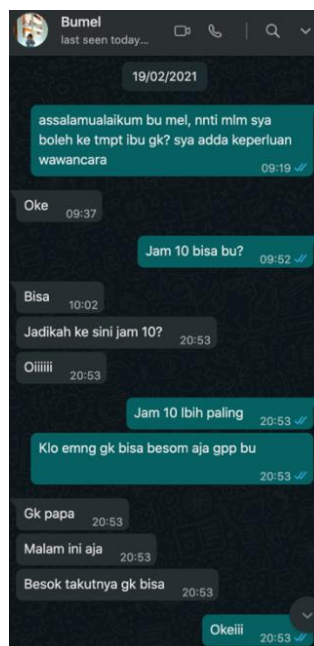 Bumel
last seen today...
19/02/2021
assalamualaikum bu mel, nnti mlm sya
boleh ke tmpt ibu gk? sya adda keperluan
wawancara
09:19
Oke
09:37
Jam 10 bisa bu?
09:52
Bisa
10:02
Jadikah ke sini jam 10?
20:53
Oiiiiii
20:53
Jam 10 lbih paling
20:53
Klo emng gk bisa besom aja gpp bu
20:53
Gk papa
20:53
Malam ini aja
20:53
Besok takutnya gk bisa
20:53
Okeiii
20:53